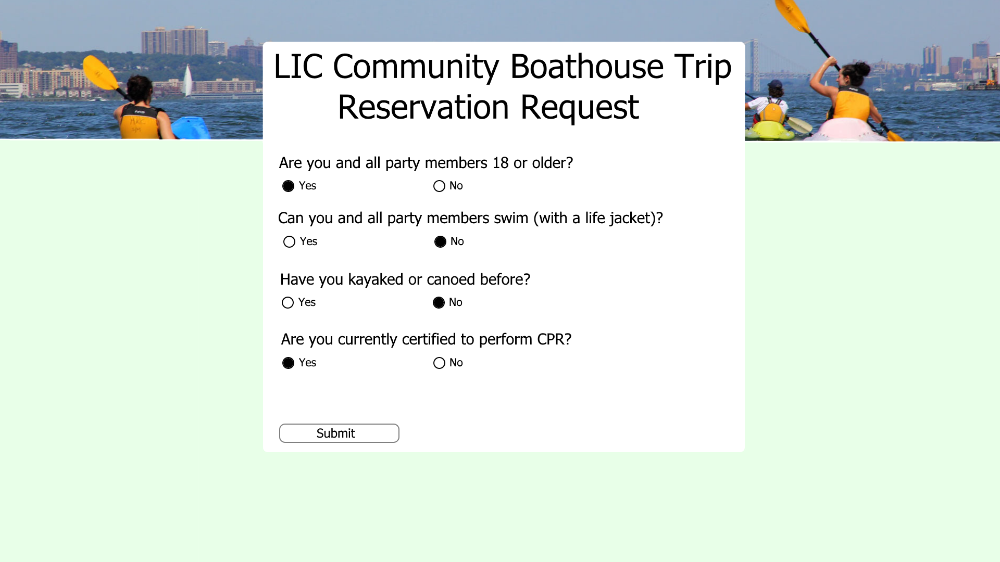 LIC Community Boathouse Trip
Reservation Request
Are you and all party members 18 or older?
Yes No
Can you and all party members swim (with a life jacket)?
Yes No
Have you kayaked or canoed before?
Yes No
Are you currently certified to perform CPR?
Yes No
Submit